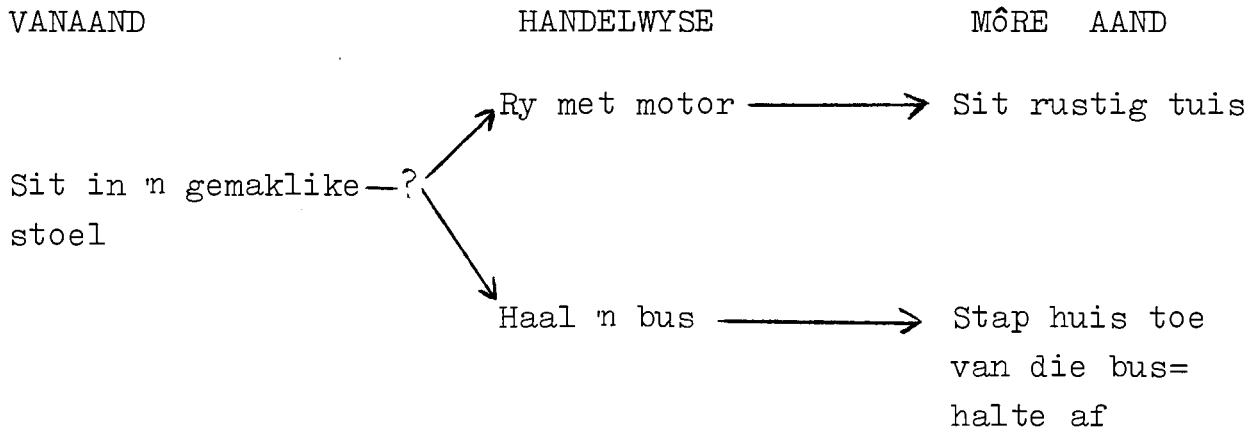 VANAAND HANDELWYSE MÔRE AAND
Ry met motor Sit rustig tuis
Sit in 'n gemaklike ?
stoel
Haal 'n bus Stap huis toe
van die bus=
halte af